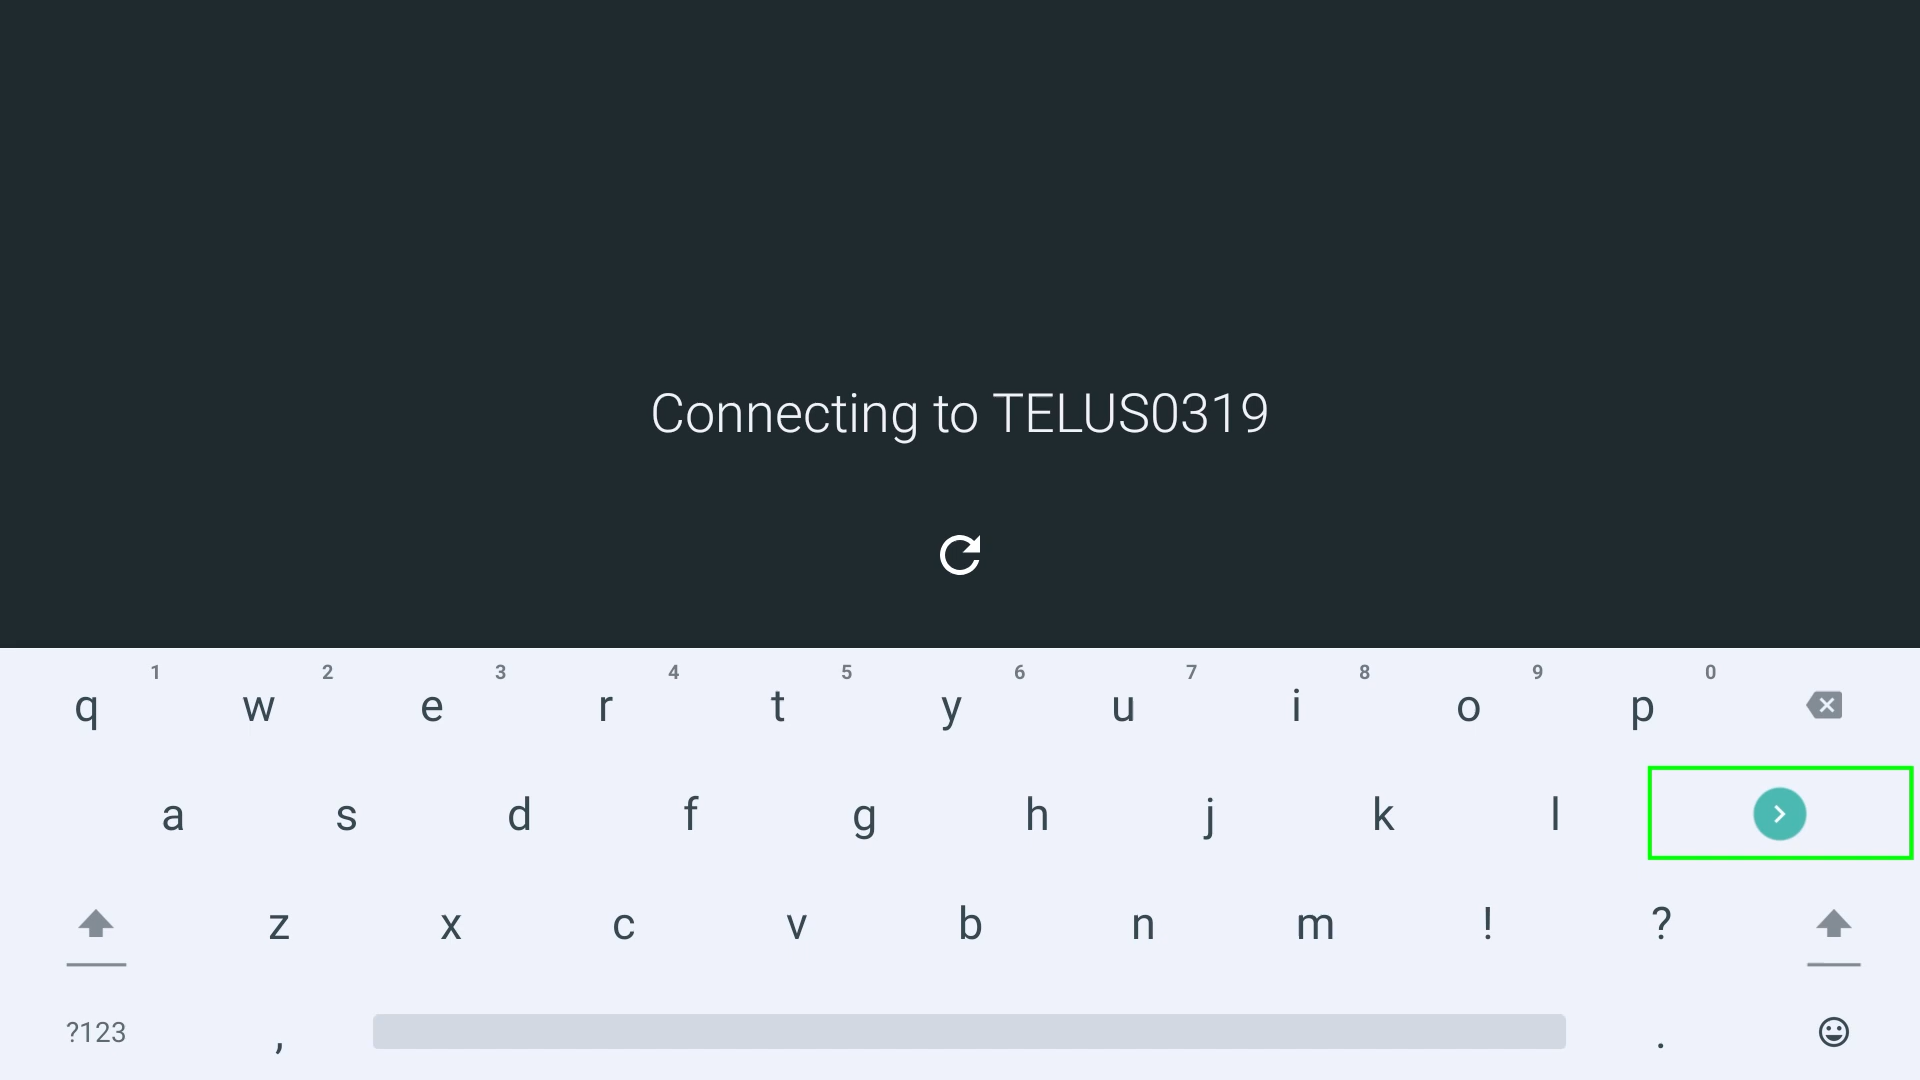 Connecting to TELUS0319
1 2 3 4 5 6 7 8 9 0
q w e r t y u i o p
a s d f g h j k l
z x c v b n m ! ?
?123 , .